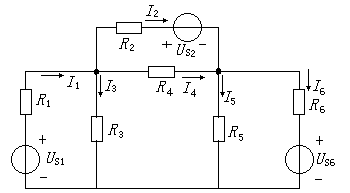 I2
R2
+ US2 −
I1
I3
R4
I4
I5
I6
R1
R3
R5
R6
+
US1
−
+
US6
−